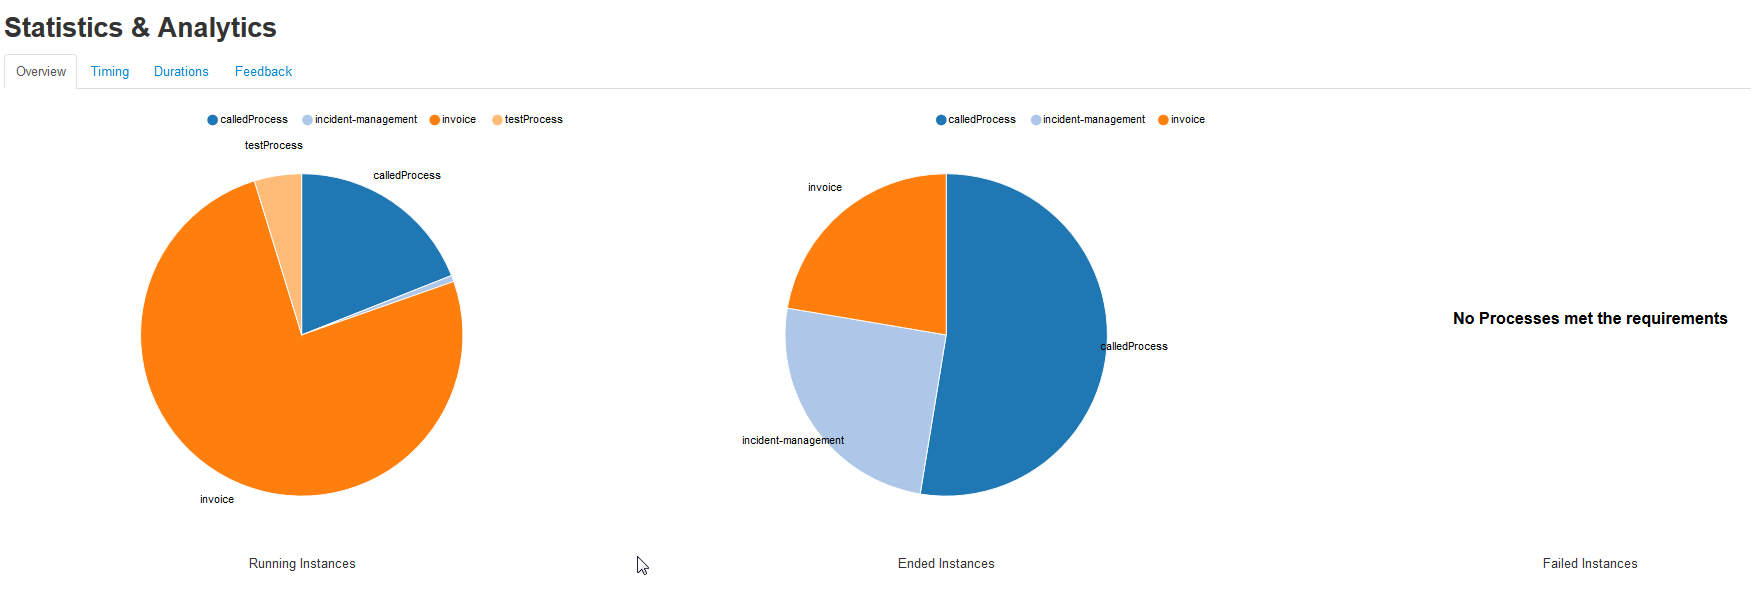 Statistics & Analytics
Overview Timing Durations Feedback
calledProcess incident-management invoice testProcess
testProcess
calledProcess
invoice
Running Instances
calledProcess incident-management invoice
invoice
calledProcess
incident-management
Ended Instances
No Processes met the requirements
Failed Instances